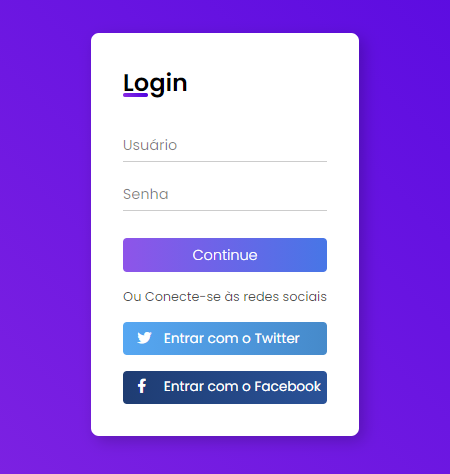 Login
Usuário
Senha
Continue
Ou Conecte-se às redes sociais
Entrar com o Twitter
Entrar com o Facebook